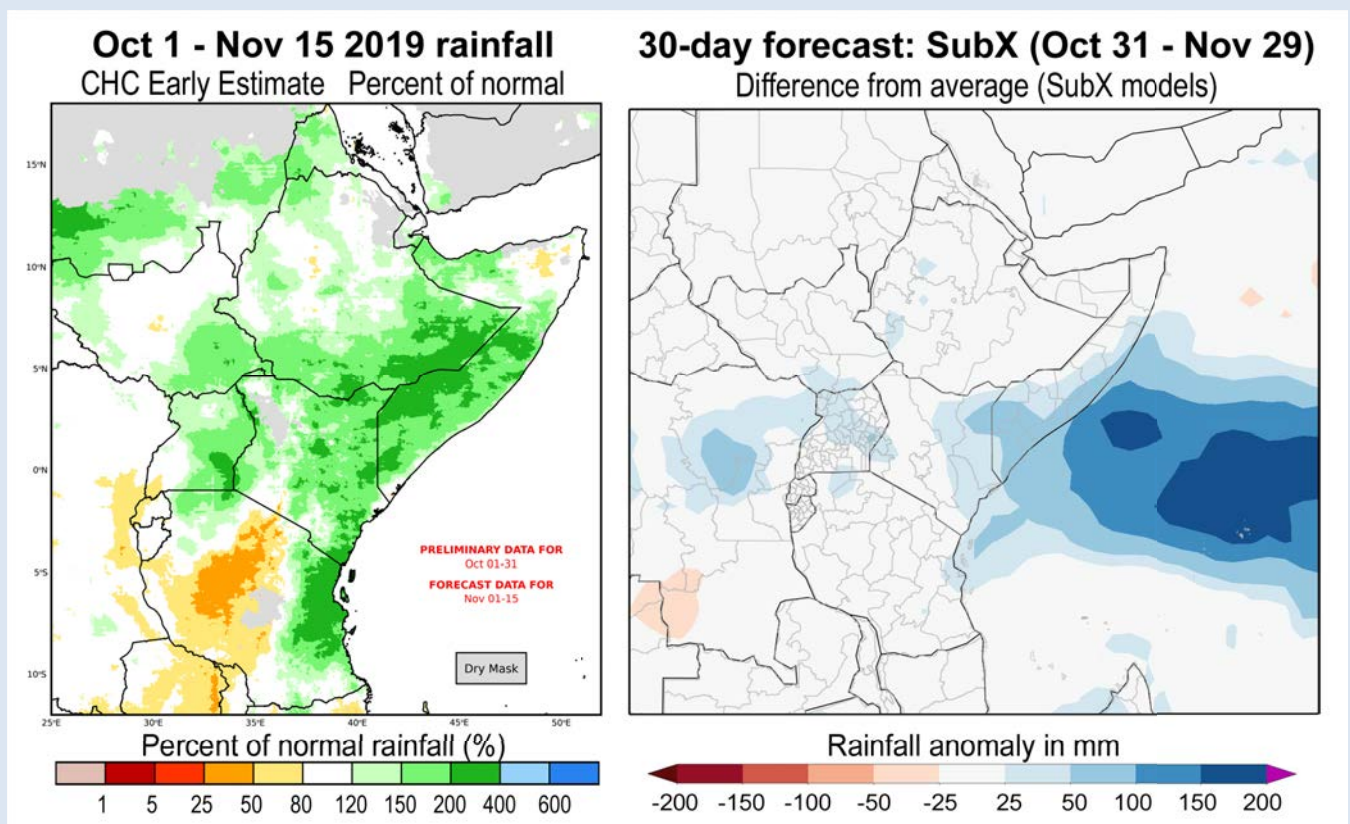 Oct 1 - Nov 15 2019 rainfall
CHC Early Estimate Percent of normal
15°N
10°N
5°N
0°N
5°S
10°S
25°E 30°E 35°E 40°E 45°E 50°E
PRELIMINARY DATA FOR
Oct 01-31
FORECAST DATA FOR
Nov 01-15
Dry Mask
Percent of normal rainfall (%)
1 5 25 50 80 120 150 200 400 600
30-day forecast: SubX (Oct 31 - Nov 29)
Difference from average (SubX models)
Rainfall anomaly in mm
-200 -150 -100 -50 -25 25 50 100 150 200